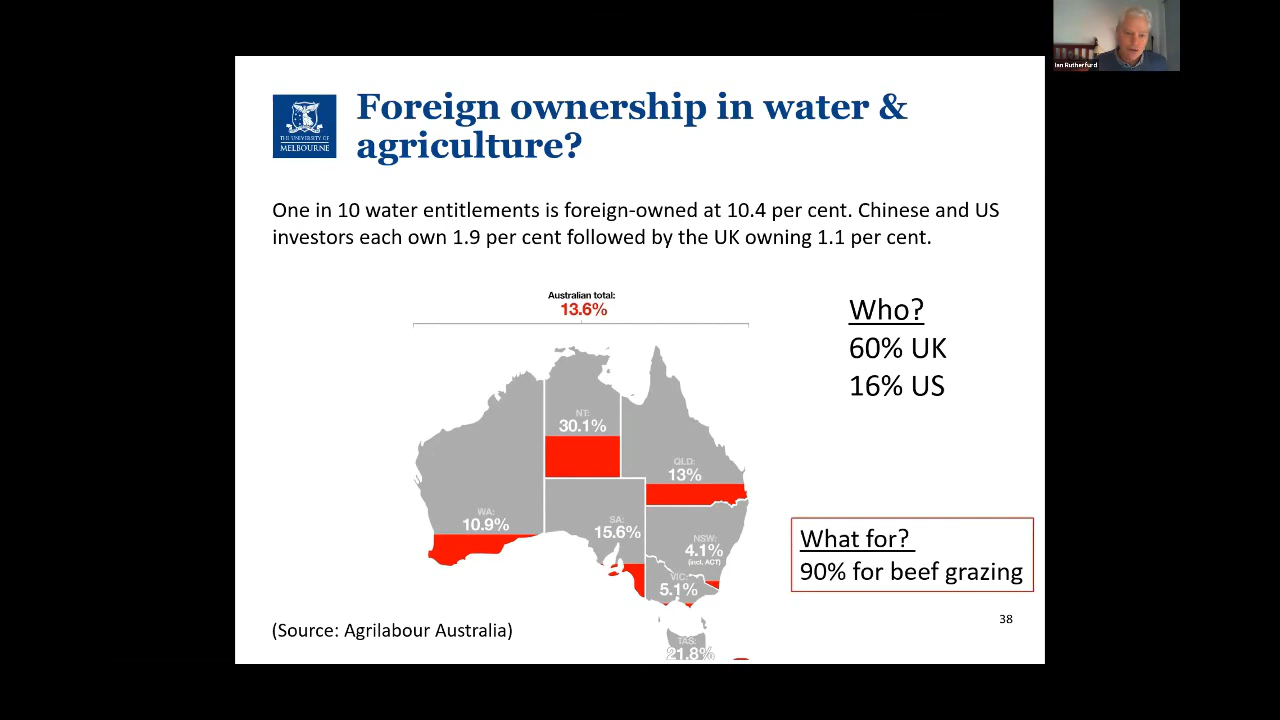 Ian Rutherfurd
THE UNIVERSITY OF
MELBOURNE
Foreign ownership in water &
agriculture?
One in 10 water entitlements is foreign-owned at 10.4 per cent. Chinese and US
investors each own 1.9 per cent followed by the UK owning 1.1 per cent.
Australian total:
13.6%
Who?
60% UK
16% US
NT:
30.1%
QLD:
13%
WA:
10.9%
SA:
15.6%
NSW:
4.1%
(incl. ACT)
VIC:
5.1%
TAS:
21.8%
What for?
90% for beef grazing
38
(Source: Agrilabour Australia)